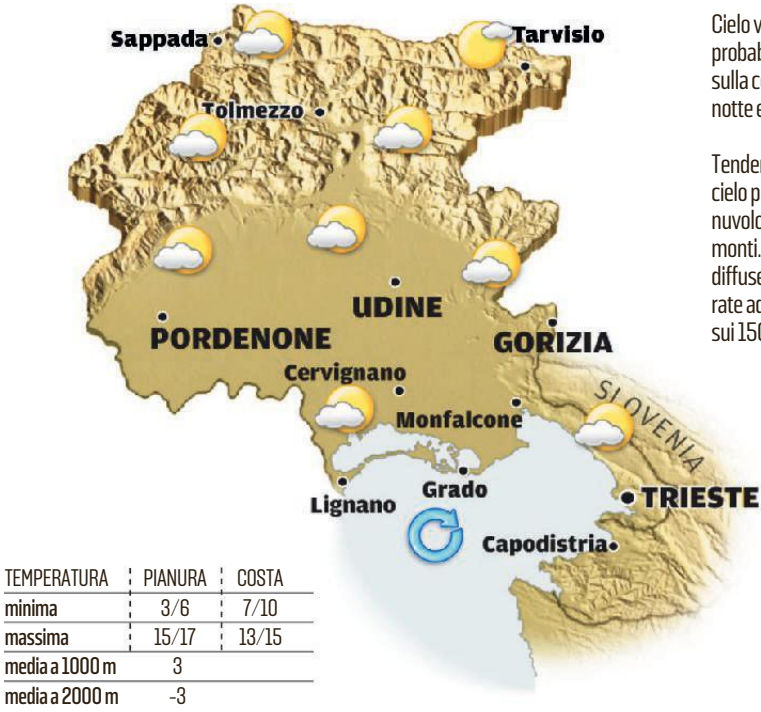 Sappada
Tarvisio
Tolmezzo
UDINE
PORDENONE
GORIZIA
Cervignano
Monfalcone
SLOVENIA
Lignano
Grado
TRIESTE
Capodistria
Cielo v
probab
sulla c
notte e
Tender
cielo p
nuvolo
monti.
diffuse
rate ad
sui 150
TEMPERATURA PIANURA COSTA
minima 3/6 7/10
massima 15/17 13/15
media a 1000 m 3
media a 2000 m -3